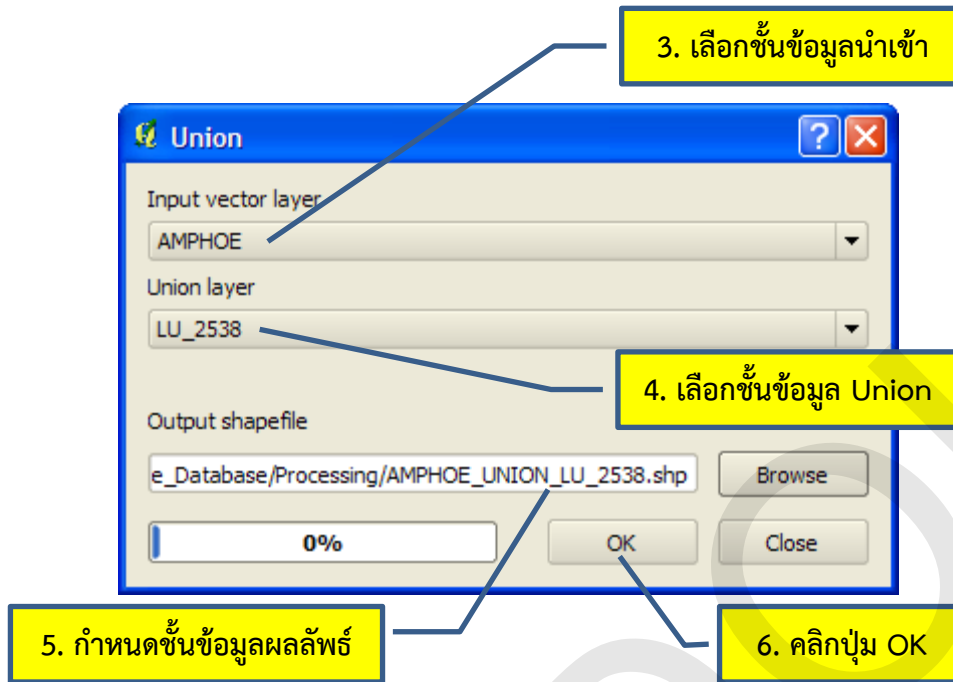 3. เลือกชั้นข้อมูลนำเข้า
Union
Input vector layer
AMPHOE
Union layer
LU_2538
4. เลือกชั้นข้อมูล Union
Output shapefile
e_Database/Processing/AMPHOE_UNION_LU_2538.shp
Browse
0%
OK
Close
5. กำหนดชั้นข้อมูลผลลัพธ์
6. คลิกปุ่ม OK